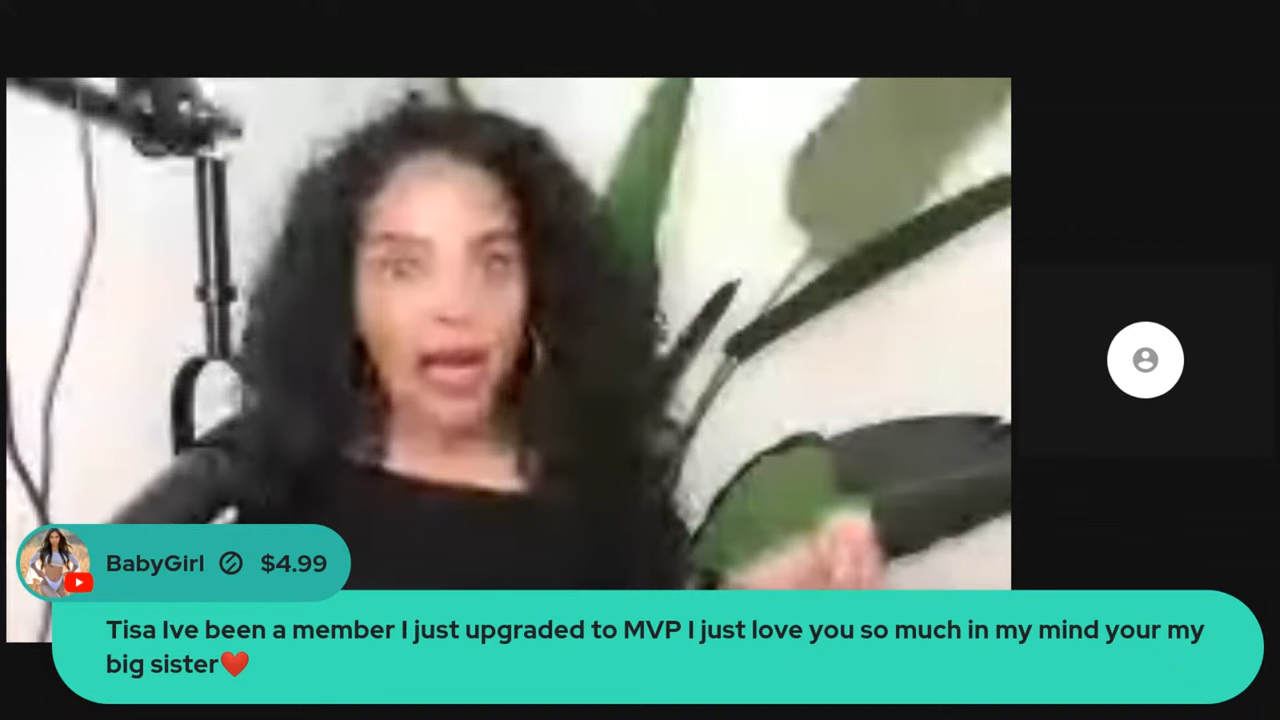 BabyGirl $4.99
Tisa Ive been a member I just upgraded to MVP I just love you so much in my mind your my
big sister❤️